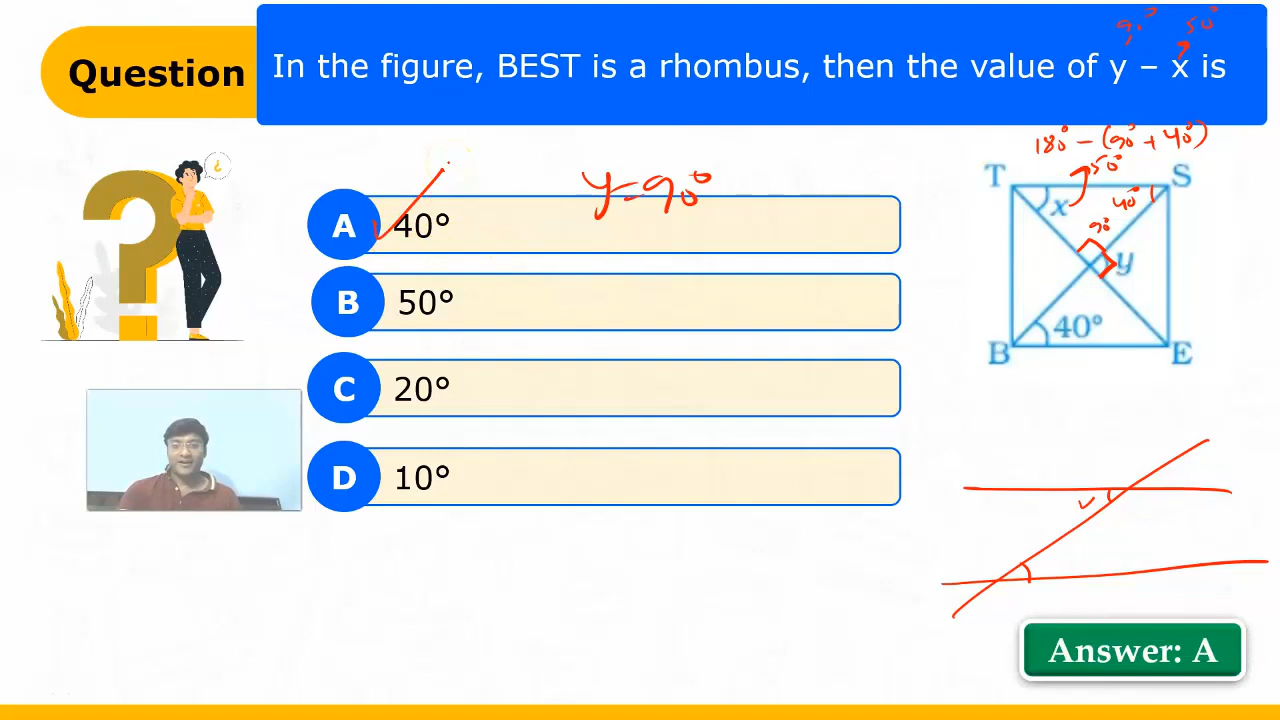 Question
In the figure, BEST is a rhombus, then the value of y – x is
90° 50°
180° – (90° + 40°)
50°
T
S
x
40°
90°
y
40°
B
E
y=90°
A 40°
B 50°
C 20°
D 10°
¿
Answer: A